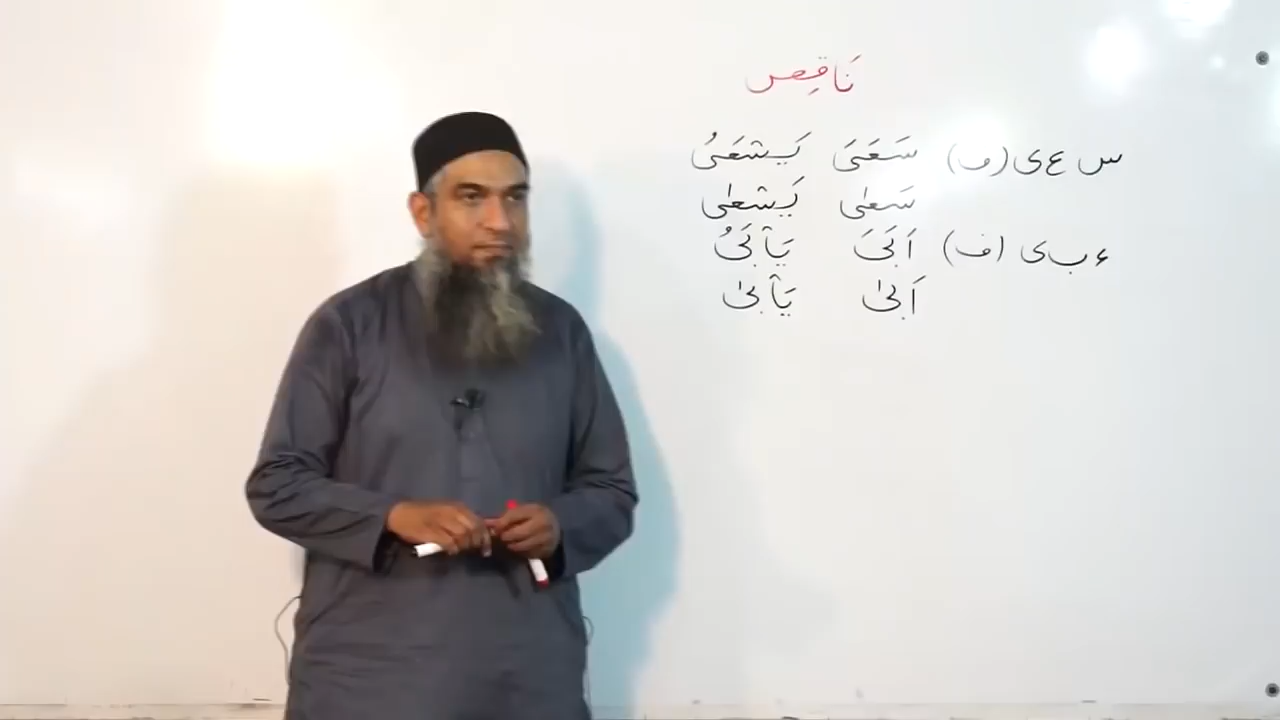 نَاقِص
س ع ی (ف) سَعَیَ یَسْعَیُ
سَعٰی یَسْعٰی
ء ب ی (ف) اَبَیَ یَأْبَیُ
اَبٰی یَأْبٰی